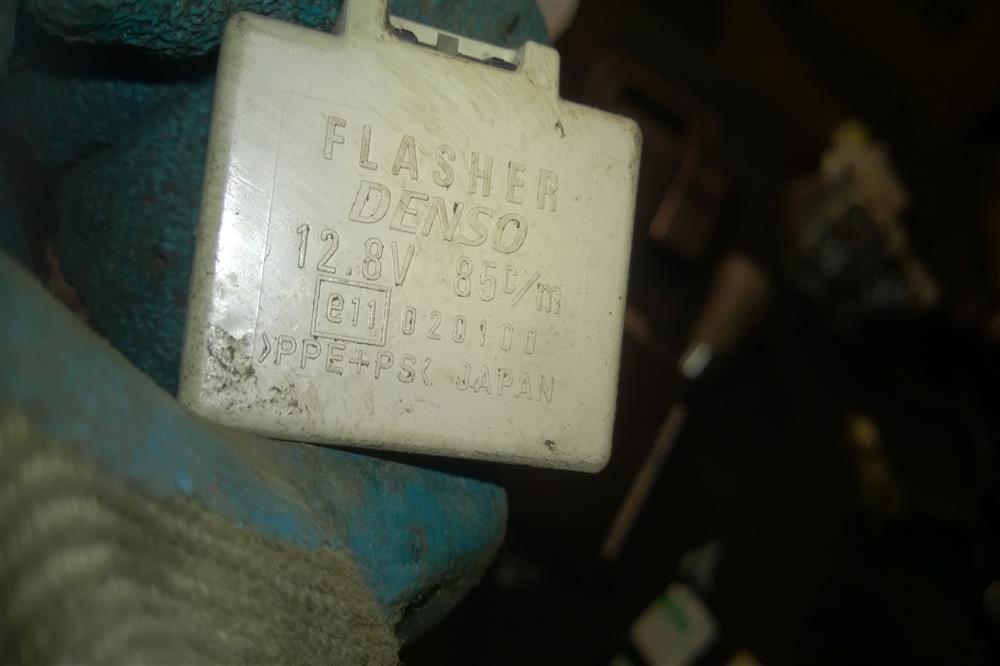 FLASHER
DENSO
12.8V 85c/m
e11 020100
>PPE+PS< JAPAN